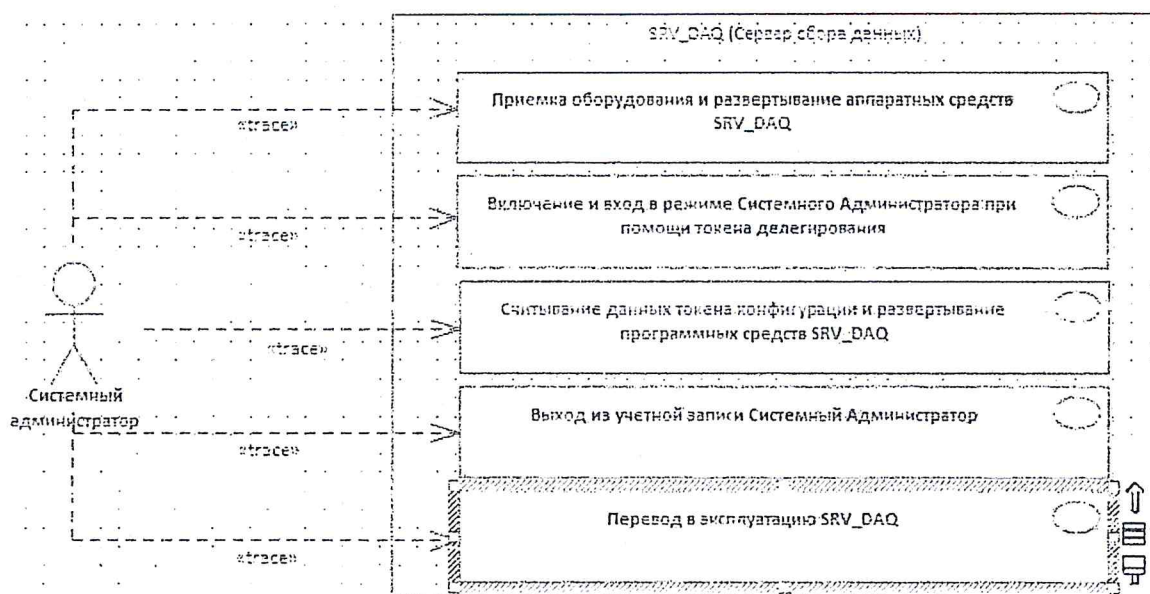 SRV_DAQ (Сервер сбора данных)
Приемка оборудования и развертывание аппаратных средств
SRV_DAQ
«trace»
Включение и вход в режиме Системного Администратора при
помощи токена делегирования
«trace»
Считывание данных токена конфигурации и развертывание
программных средств SRV_DAQ
«trace»
Системный
администратор
Выход из учетной записи Системный Администратор
«trace»
Перевод в эксплуатацию SRV_DAQ
«trace»